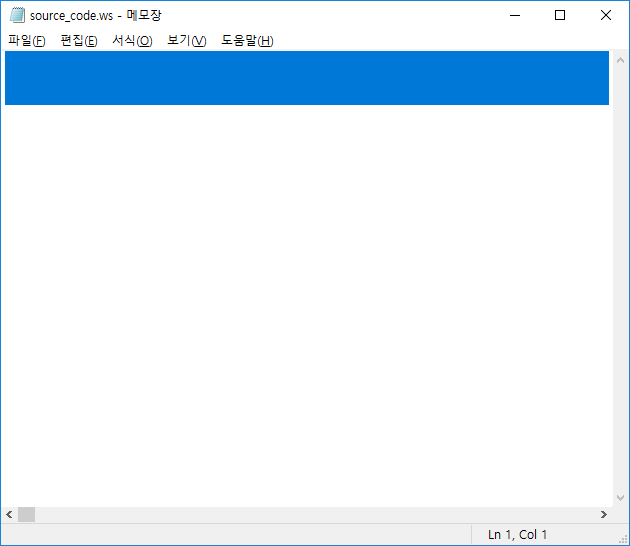 source_code.ws - 메모장
파일(F) 편집(E) 서식(O) 보기(V) 도움말(H)
Ln 1, Col 1